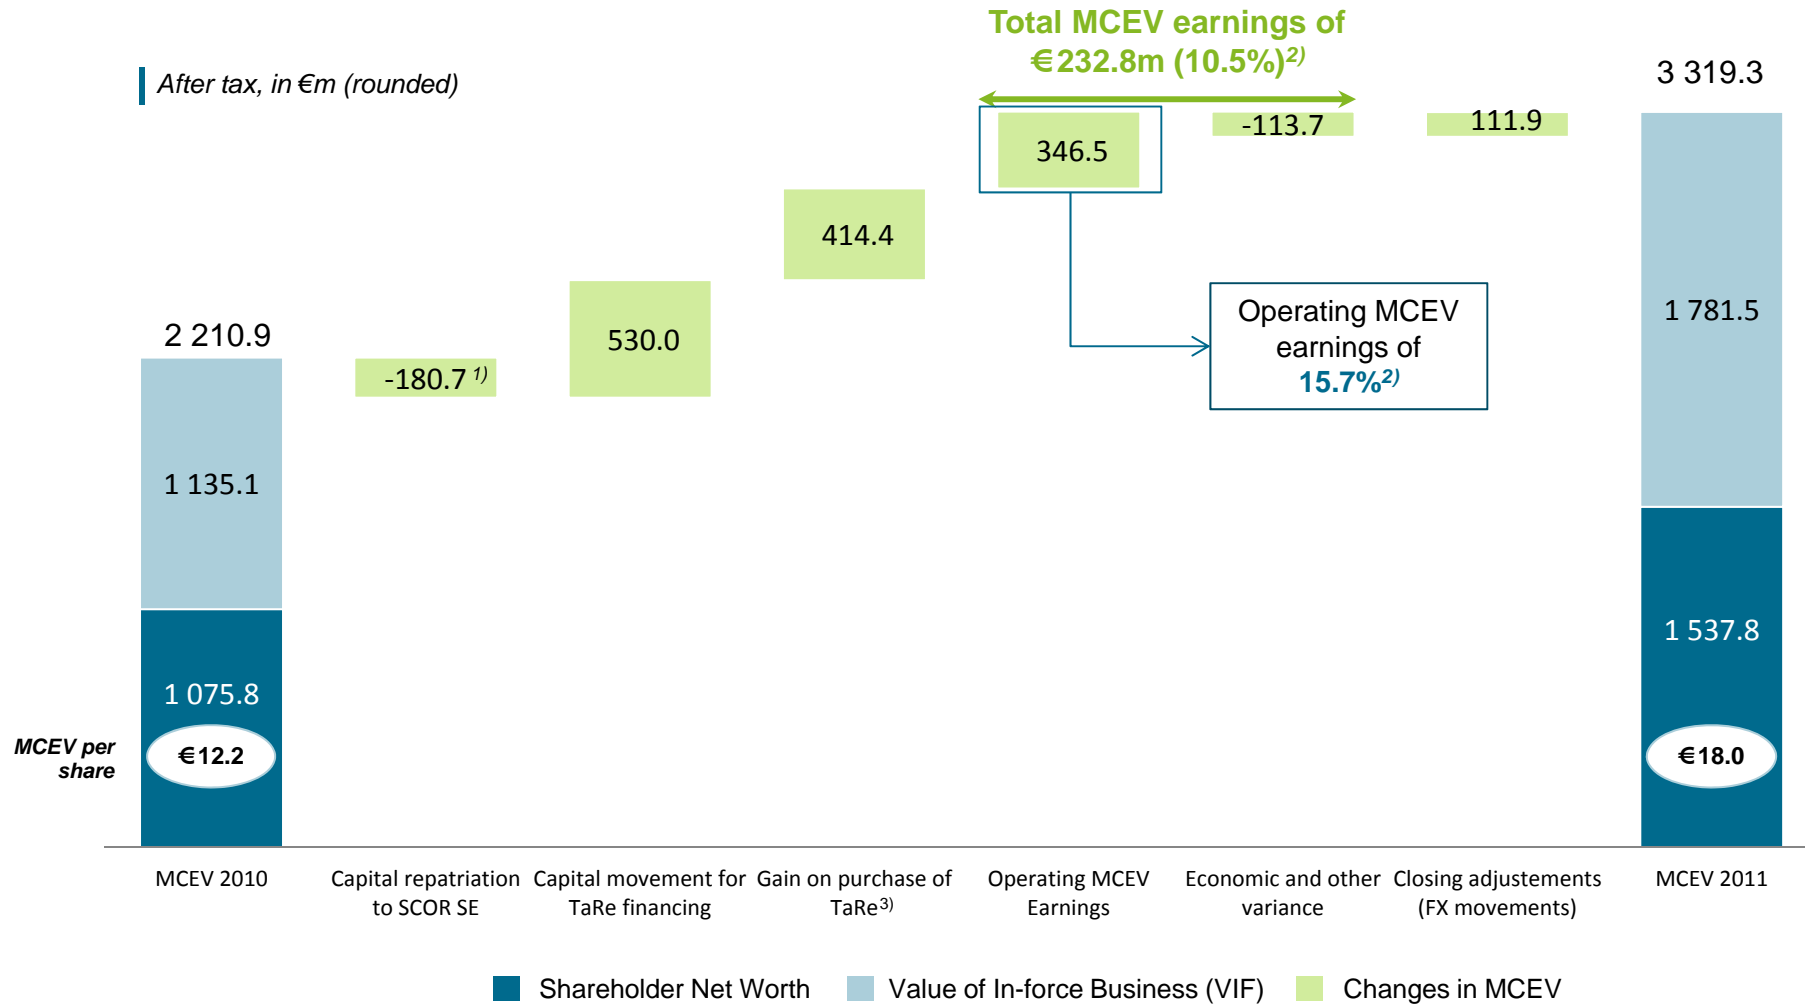 Total MCEV earnings of
€232.8m (10.5%)2)
After tax, in €m (rounded)
3 319.3
346.5
-113.7
111.9
414.4
Operating MCEV
earnings of
15.7%2)
1 781.5
2 210.9
530.0
-180.7 1)
1 135.1
1 537.8
1 075.8
MCEV per
share
€12.2
€18.0
MCEV 2010
Capital repatriation
to SCOR SE
Capital movement for
TaRe financing
Gain on purchase of
TaRe3)
Operating MCEV
Earnings
Economic and other
variance
Closing adjustements
(FX movements)
MCEV 2011
Shareholder Net Worth
Value of In-force Business (VIF)
Changes in MCEV